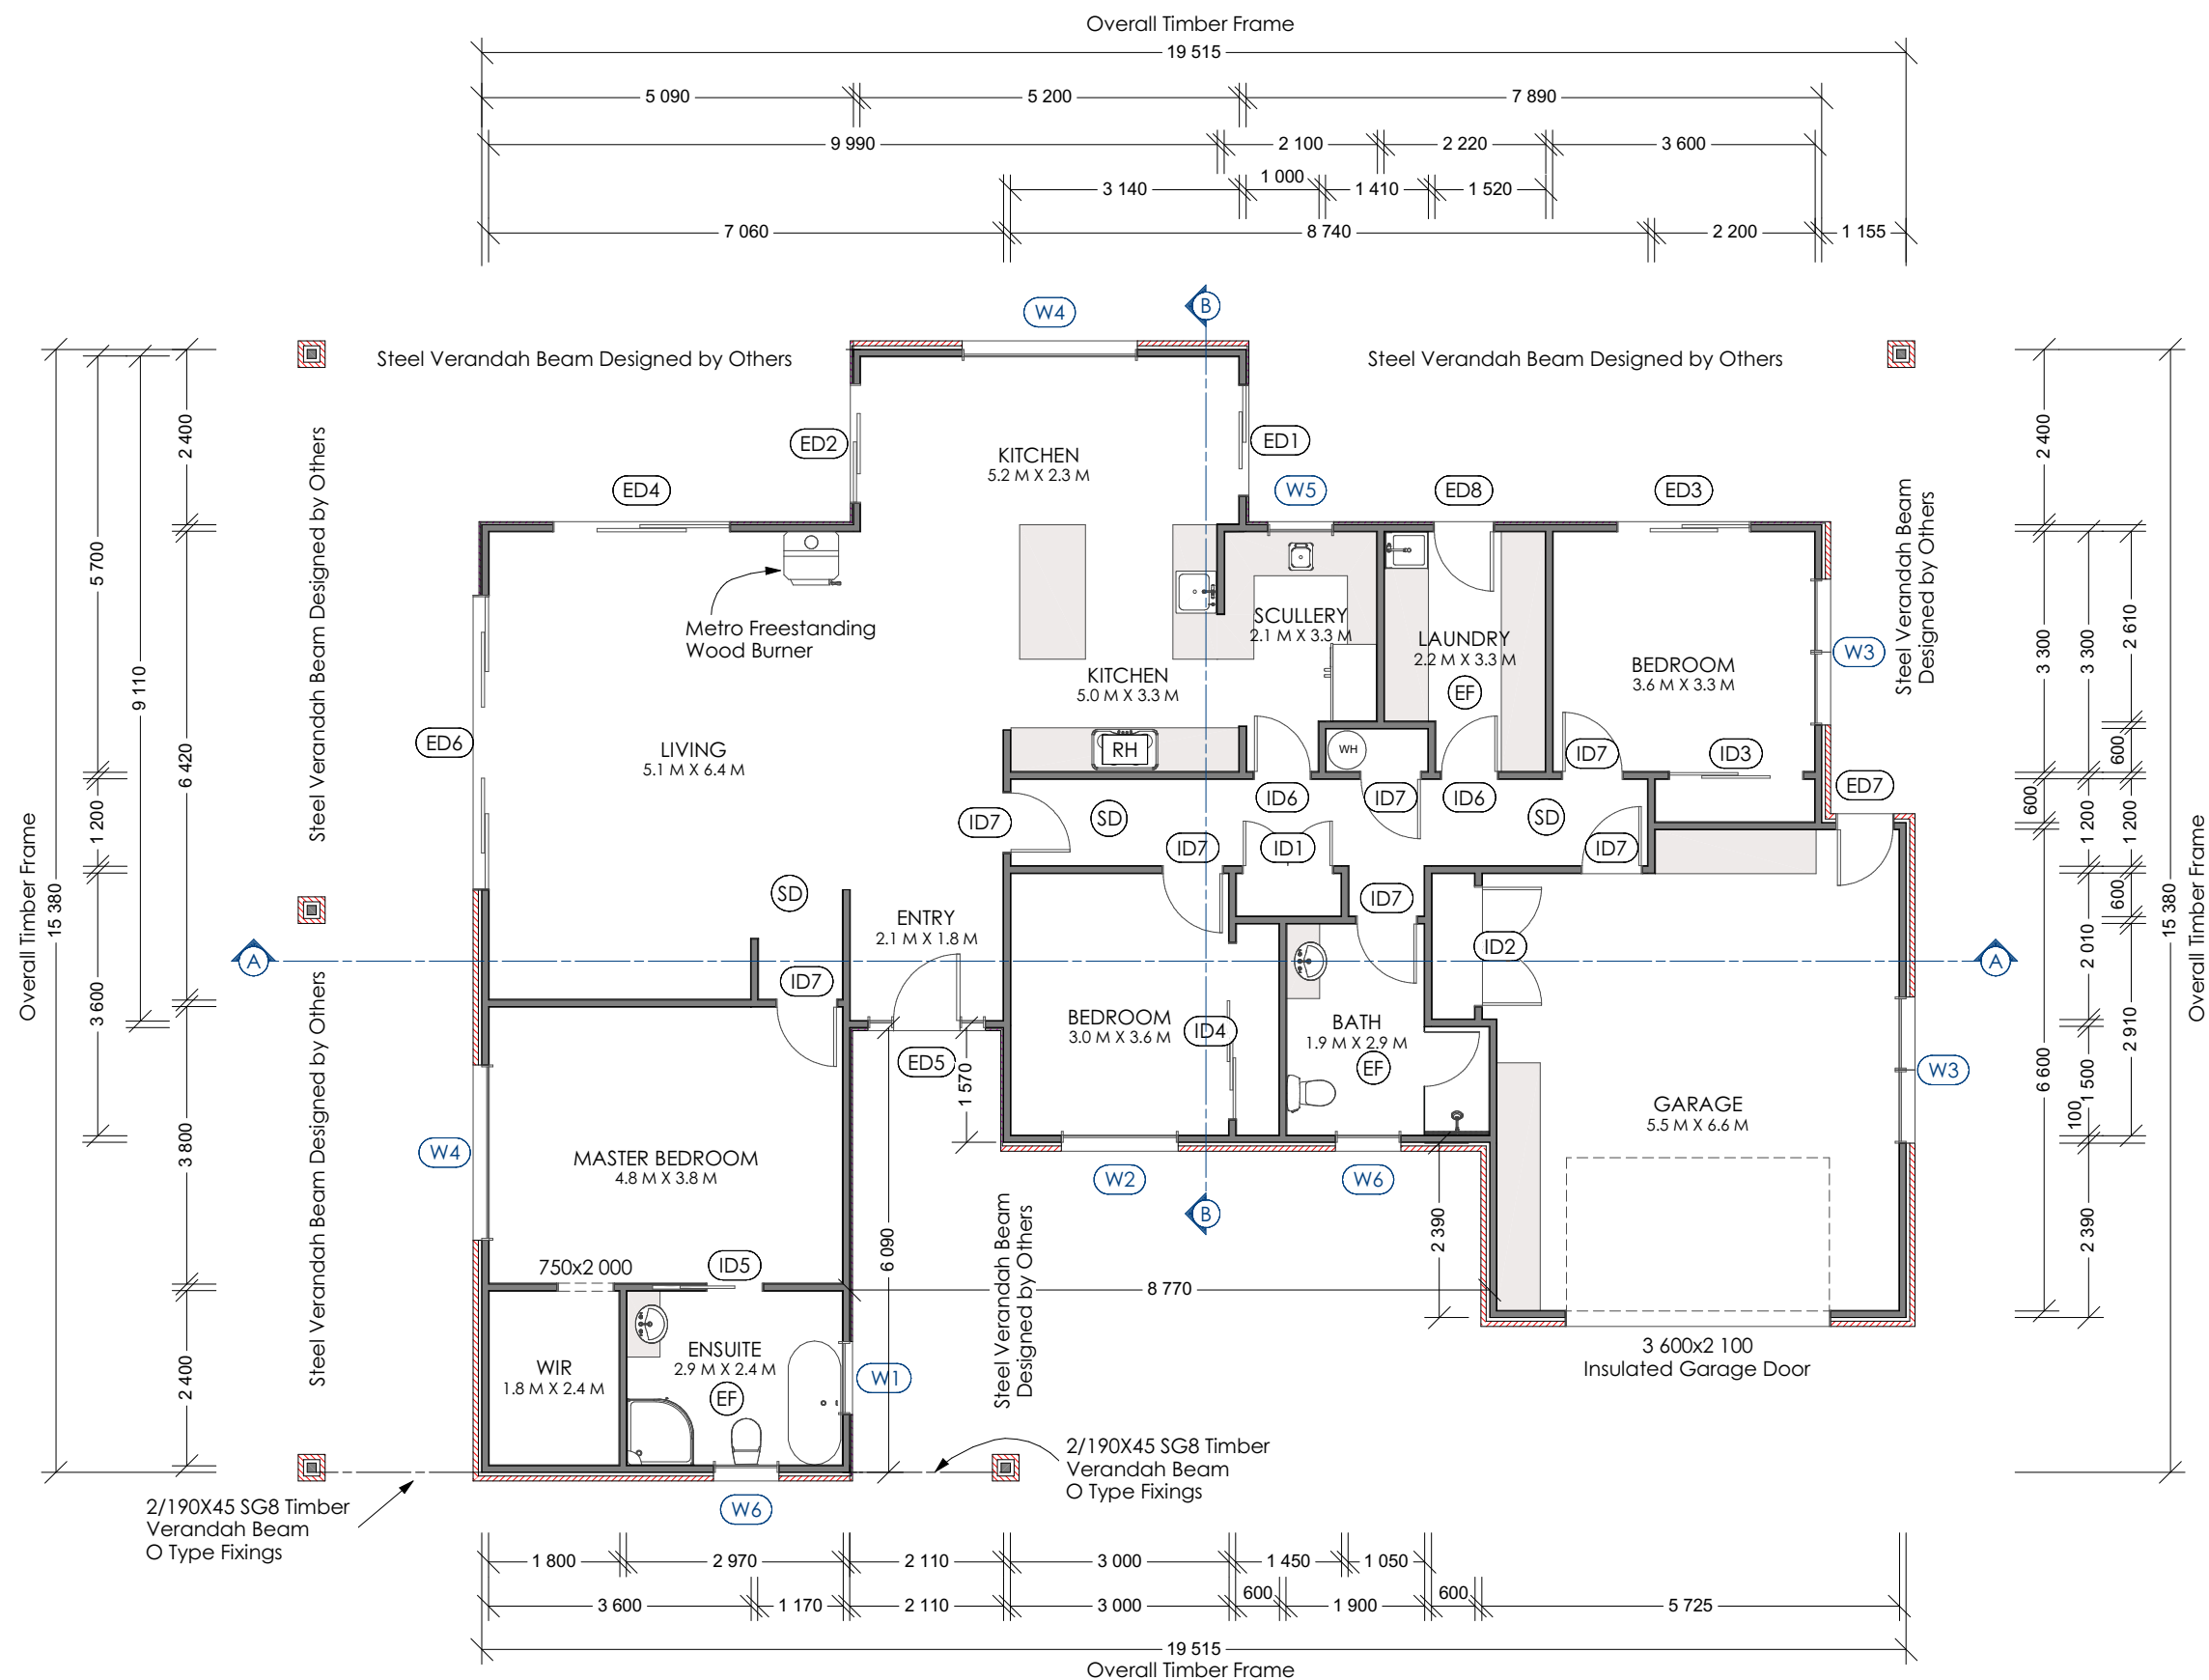 Overall Timber Frame
19 515
5 090
5 200
7 890
9 990
2 100
2 220
3 600
3 140
1 000
1 410
1 520
7 060
8 740
2 200
1 155
W4
B
Steel Verandah Beam Designed by Others
Steel Verandah Beam Designed by Others
ED2
KITCHEN
5.2 M X 2.3 M
ED1
ED4
W5
ED8
ED3
Metro Freestanding
Wood Burner
SCULLERY
2.1 M X 3.3 M
LAUNDRY
2.2 M X 3.3 M
EF
BEDROOM
3.6 M X 3.3 M
W3
KITCHEN
5.0 M X 3.3 M
ED6
LIVING
5.1 M X 6.4 M
RH
WH
ID7
ID3
ED7
ID6
ID7
ID6
ID7
SD
SD
ID7
ID1
ID7
SD
ENTRY
2.1 M X 1.8 M
ID7
ID2
A
A
ID7
BEDROOM
3.0 M X 3.6 M
ID4
BATH
1.9 M X 2.9 M
EF
ED5
1 570
W3
GARAGE
5.5 M X 6.6 M
W4
MASTER BEDROOM
4.8 M X 3.8 M
W2
W6
B
750x2 000
ID5
6 090
8 770
2 390
3 600x2 100
Insulated Garage Door
WIR
1.8 M X 2.4 M
ENSUITE
2.9 M X 2.4 M
EF
W1
W6
2/190X45 SG8 Timber
Verandah Beam
O Type Fixings
2/190X45 SG8 Timber
Verandah Beam
O Type Fixings
Steel Verandah Beam Designed by Others
Steel Verandah Beam Designed by Others
Steel Verandah Beam
Designed by Others
Steel Verandah Beam
Designed by Others
Overall Timber Frame
15 380
5 700
1 200
3 600
9 110
2 400
6 420
3 800
2 400
2 400
3 300
600
6 600
3 300
1 200
2 010
1 500
100
2 390
2 610
600
1 200
600
2 910
15 380
Overall Timber Frame
1 800
2 970
2 110
3 000
1 450
1 050
3 600
1 170
2 110
3 000
600
1 900
600
5 725
19 515
Overall Timber Frame